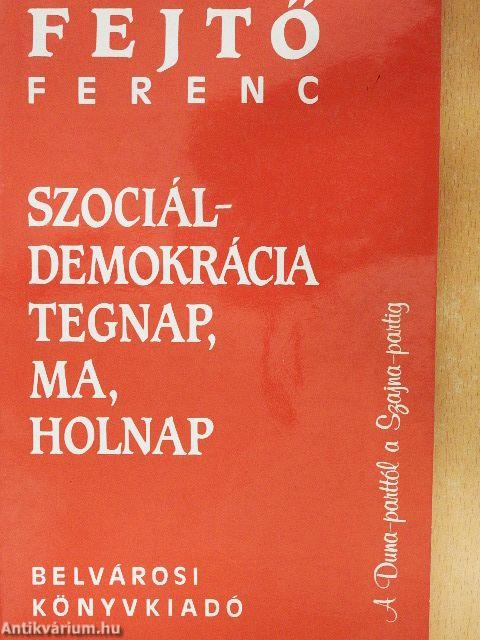 FEJTŐ
FERENC
SZOCIÁL-
DEMOKRÁCIA
TEGNAP,
MA,
HOLNAP
A Duna-parttól a Szajna-partig
BELVÁROSI
KÖNYVKIADÓ
Antikvárium.hu